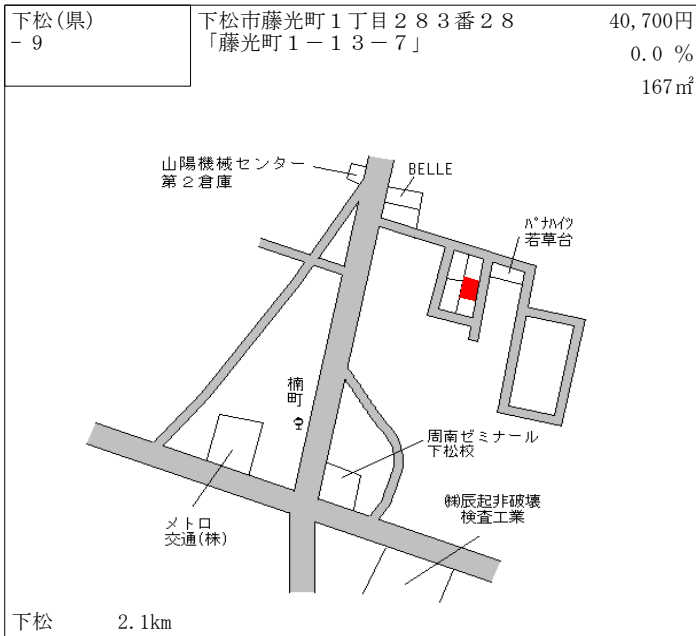 下松(県)
- 9
下松市藤光町１丁目２８３番２８
「藤光町１－１３－７」
40,700円
0.0 %
167㎡
山陽機械センター
第２倉庫
BELLE
ﾊﾟﾅﾊｲﾂ
若草台
楠町
周南ゼミナール
下松校
㈱辰起非破壊
検査工業
メトロ
交通(株)
下松 2.1km